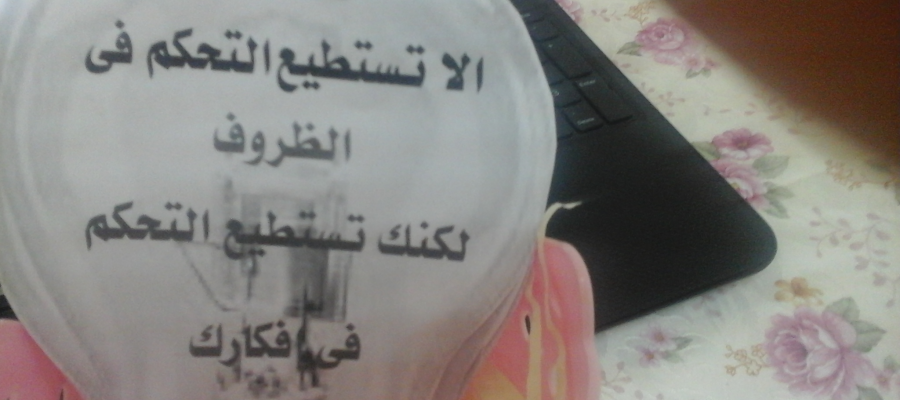 الا تستطيع التحكم فى
الظروف
لكنك تستطيع التحكم
فى افكارك